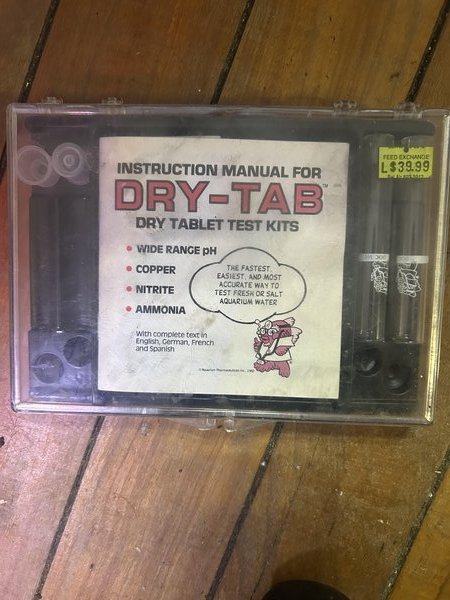 INSTRUCTION MANUAL FOR
DRY-TAB™
DRY TABLET TEST KITS
• WIDE RANGE pH
• COPPER
• NITRITE
• AMMONIA
THE FASTEST,
EASIEST, AND MOST
ACCURATE WAY TO
TEST FRESH OR SALT
AQUARIUM WATER
With complete text in
English, German, French
and Spanish
FEED EXCHANGE
L $39.99